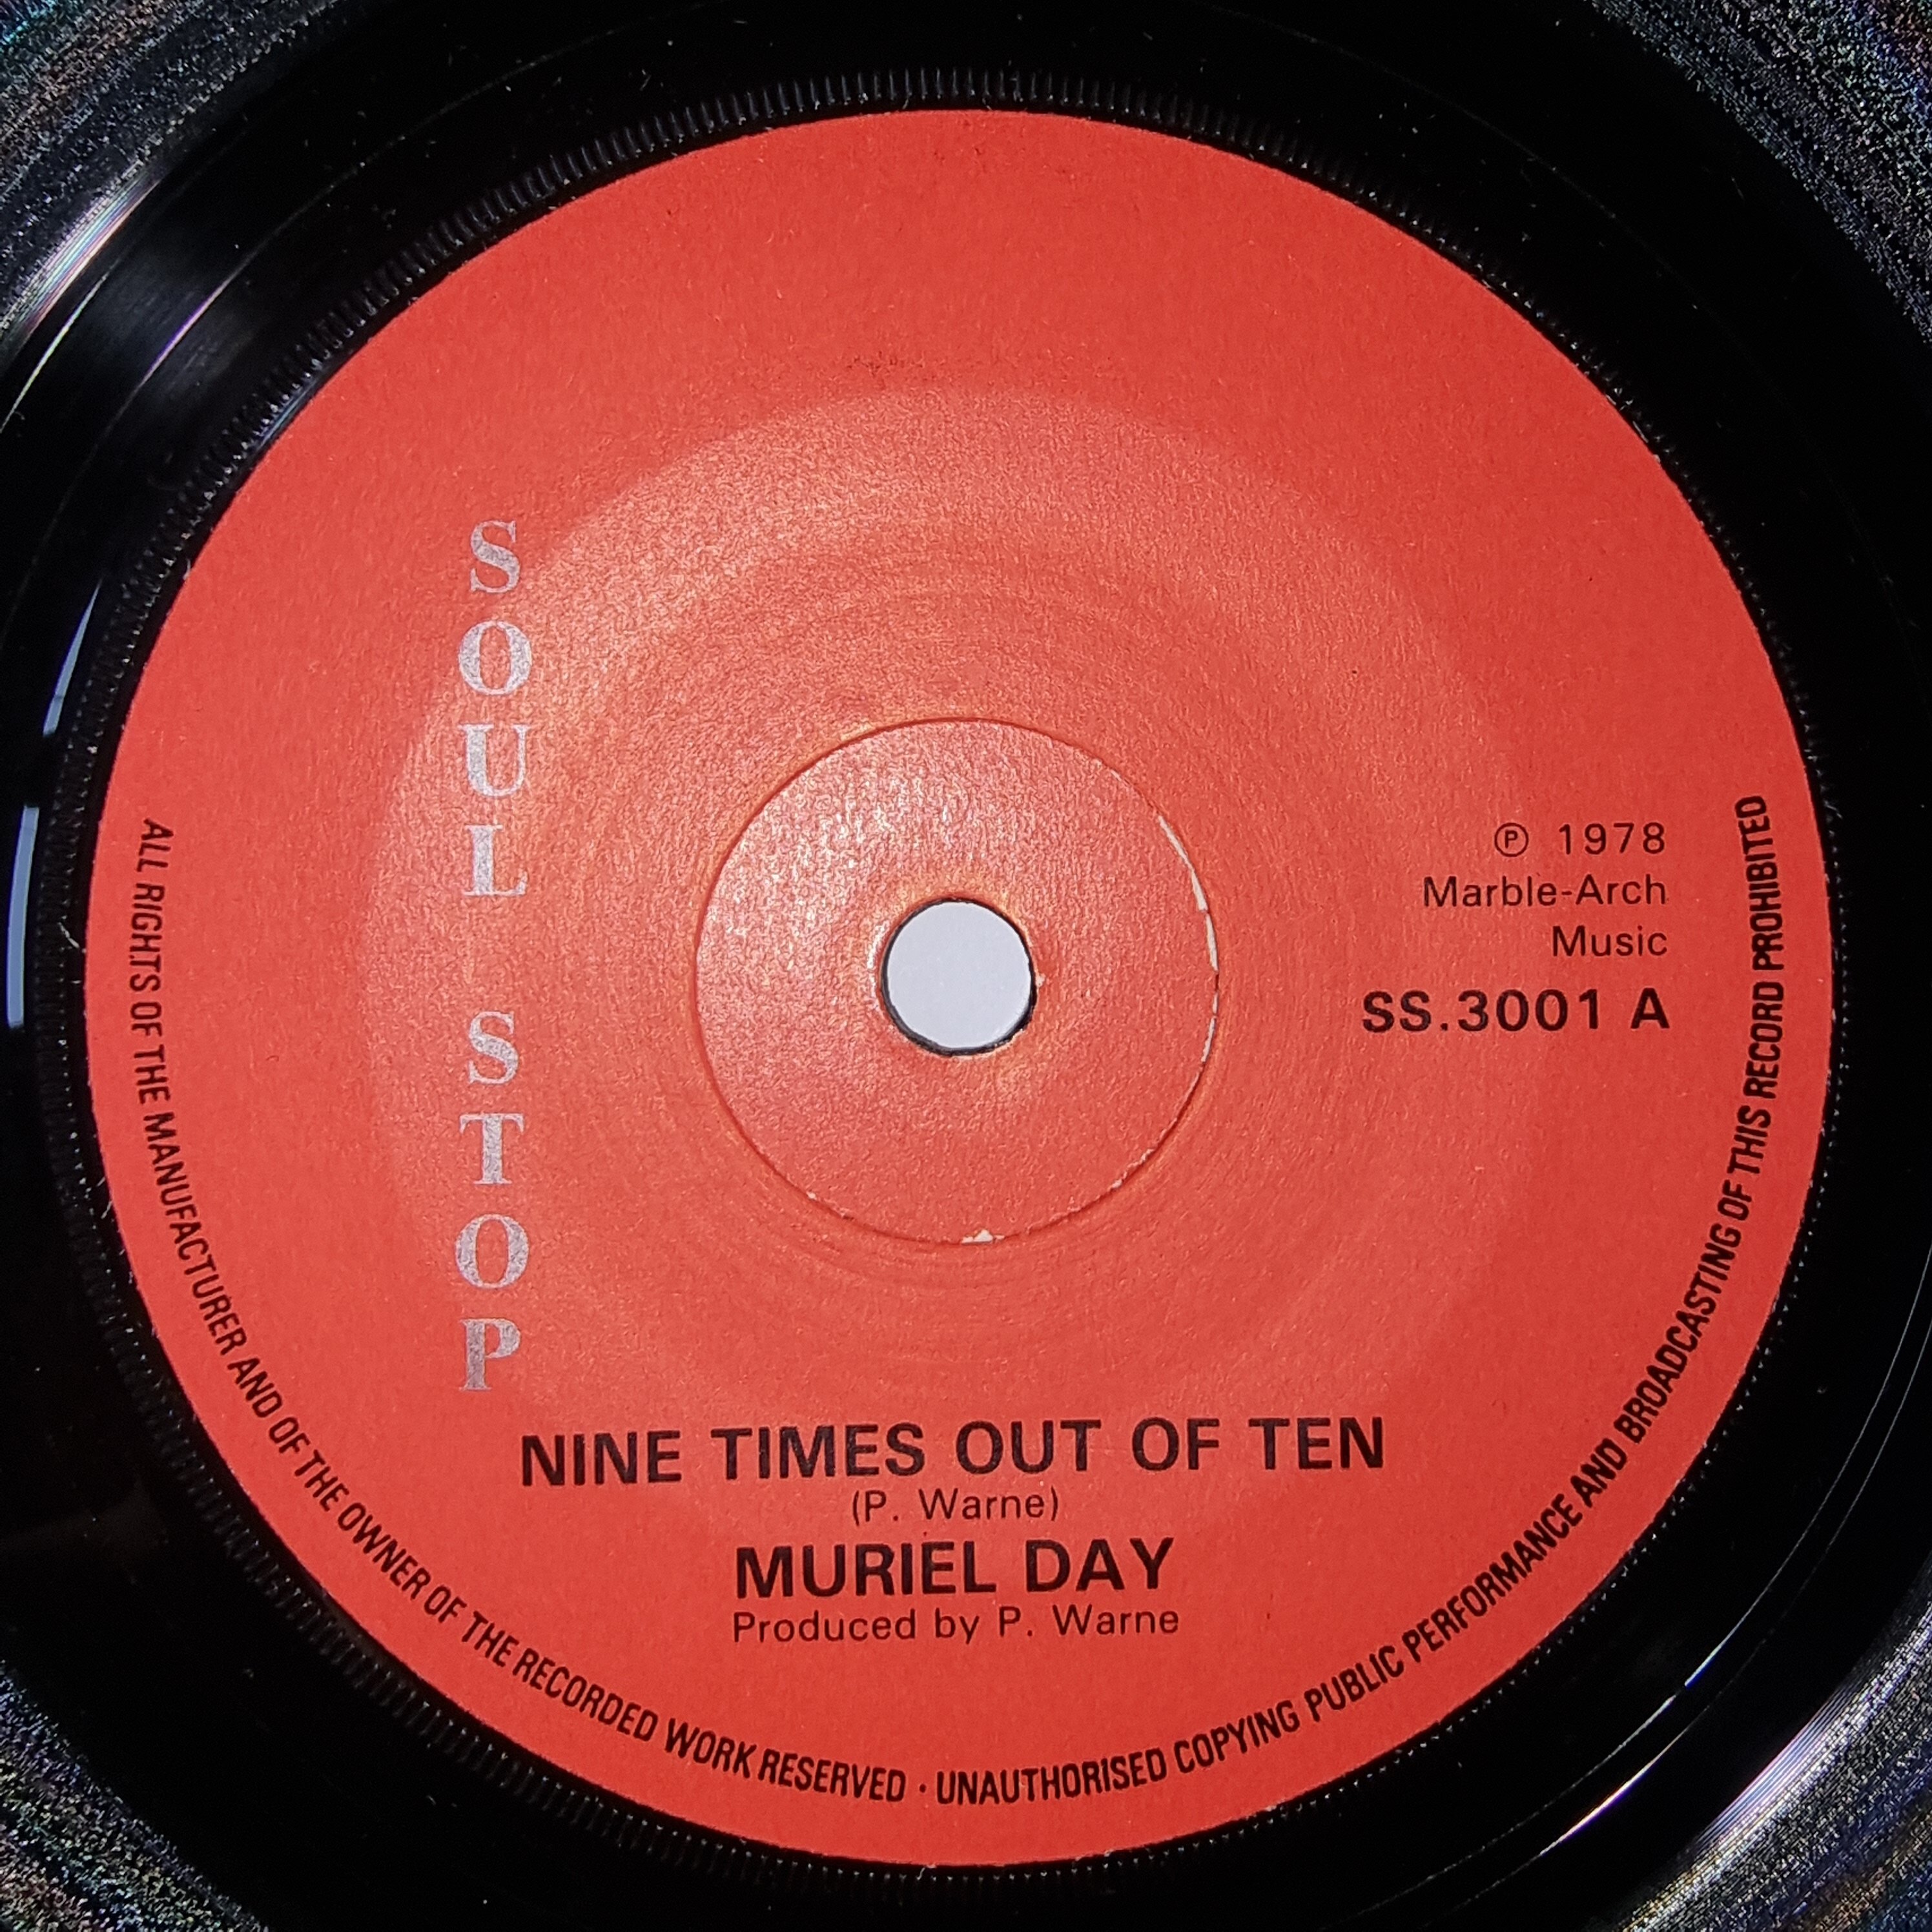 SOUL STOP
℗ 1978
Marble-Arch
Music
SS.3001 A
NINE TIMES OUT OF TEN
(P. Warne)
MURIEL DAY
Produced by P. Warne
ALL RIGHTS OF THE MANUFACTURER AND OF THE OWNER OF THE RECORDED WORK RESERVED · UNAUTHORISED COPYING PUBLIC PERFORMANCE AND BROADCASTING OF THIS RECORD PROHIBITED